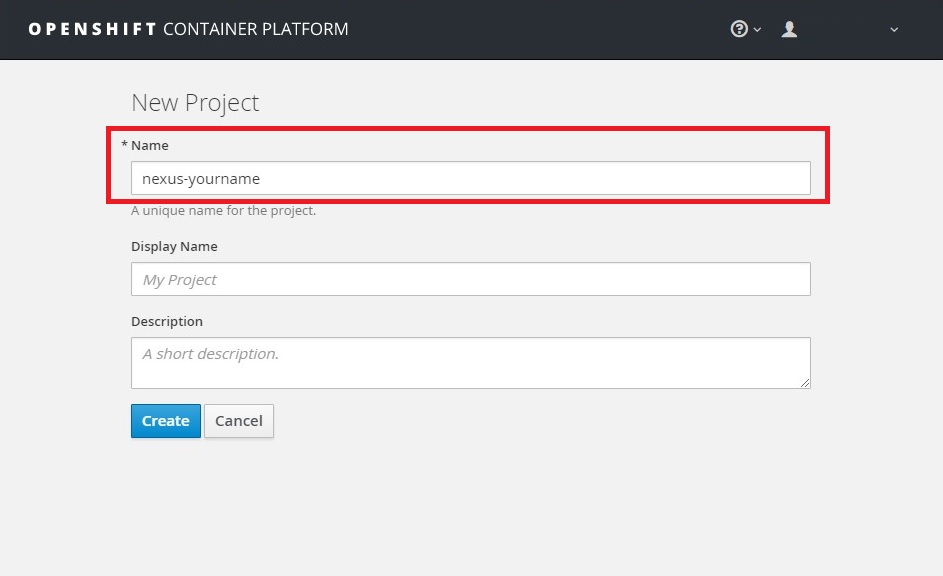 OPENSHIFT CONTAINER PLATFORM
New Project
* Name
nexus-yourname
A unique name for the project.
Display Name
My Project
Description
A short description.
Create Cancel